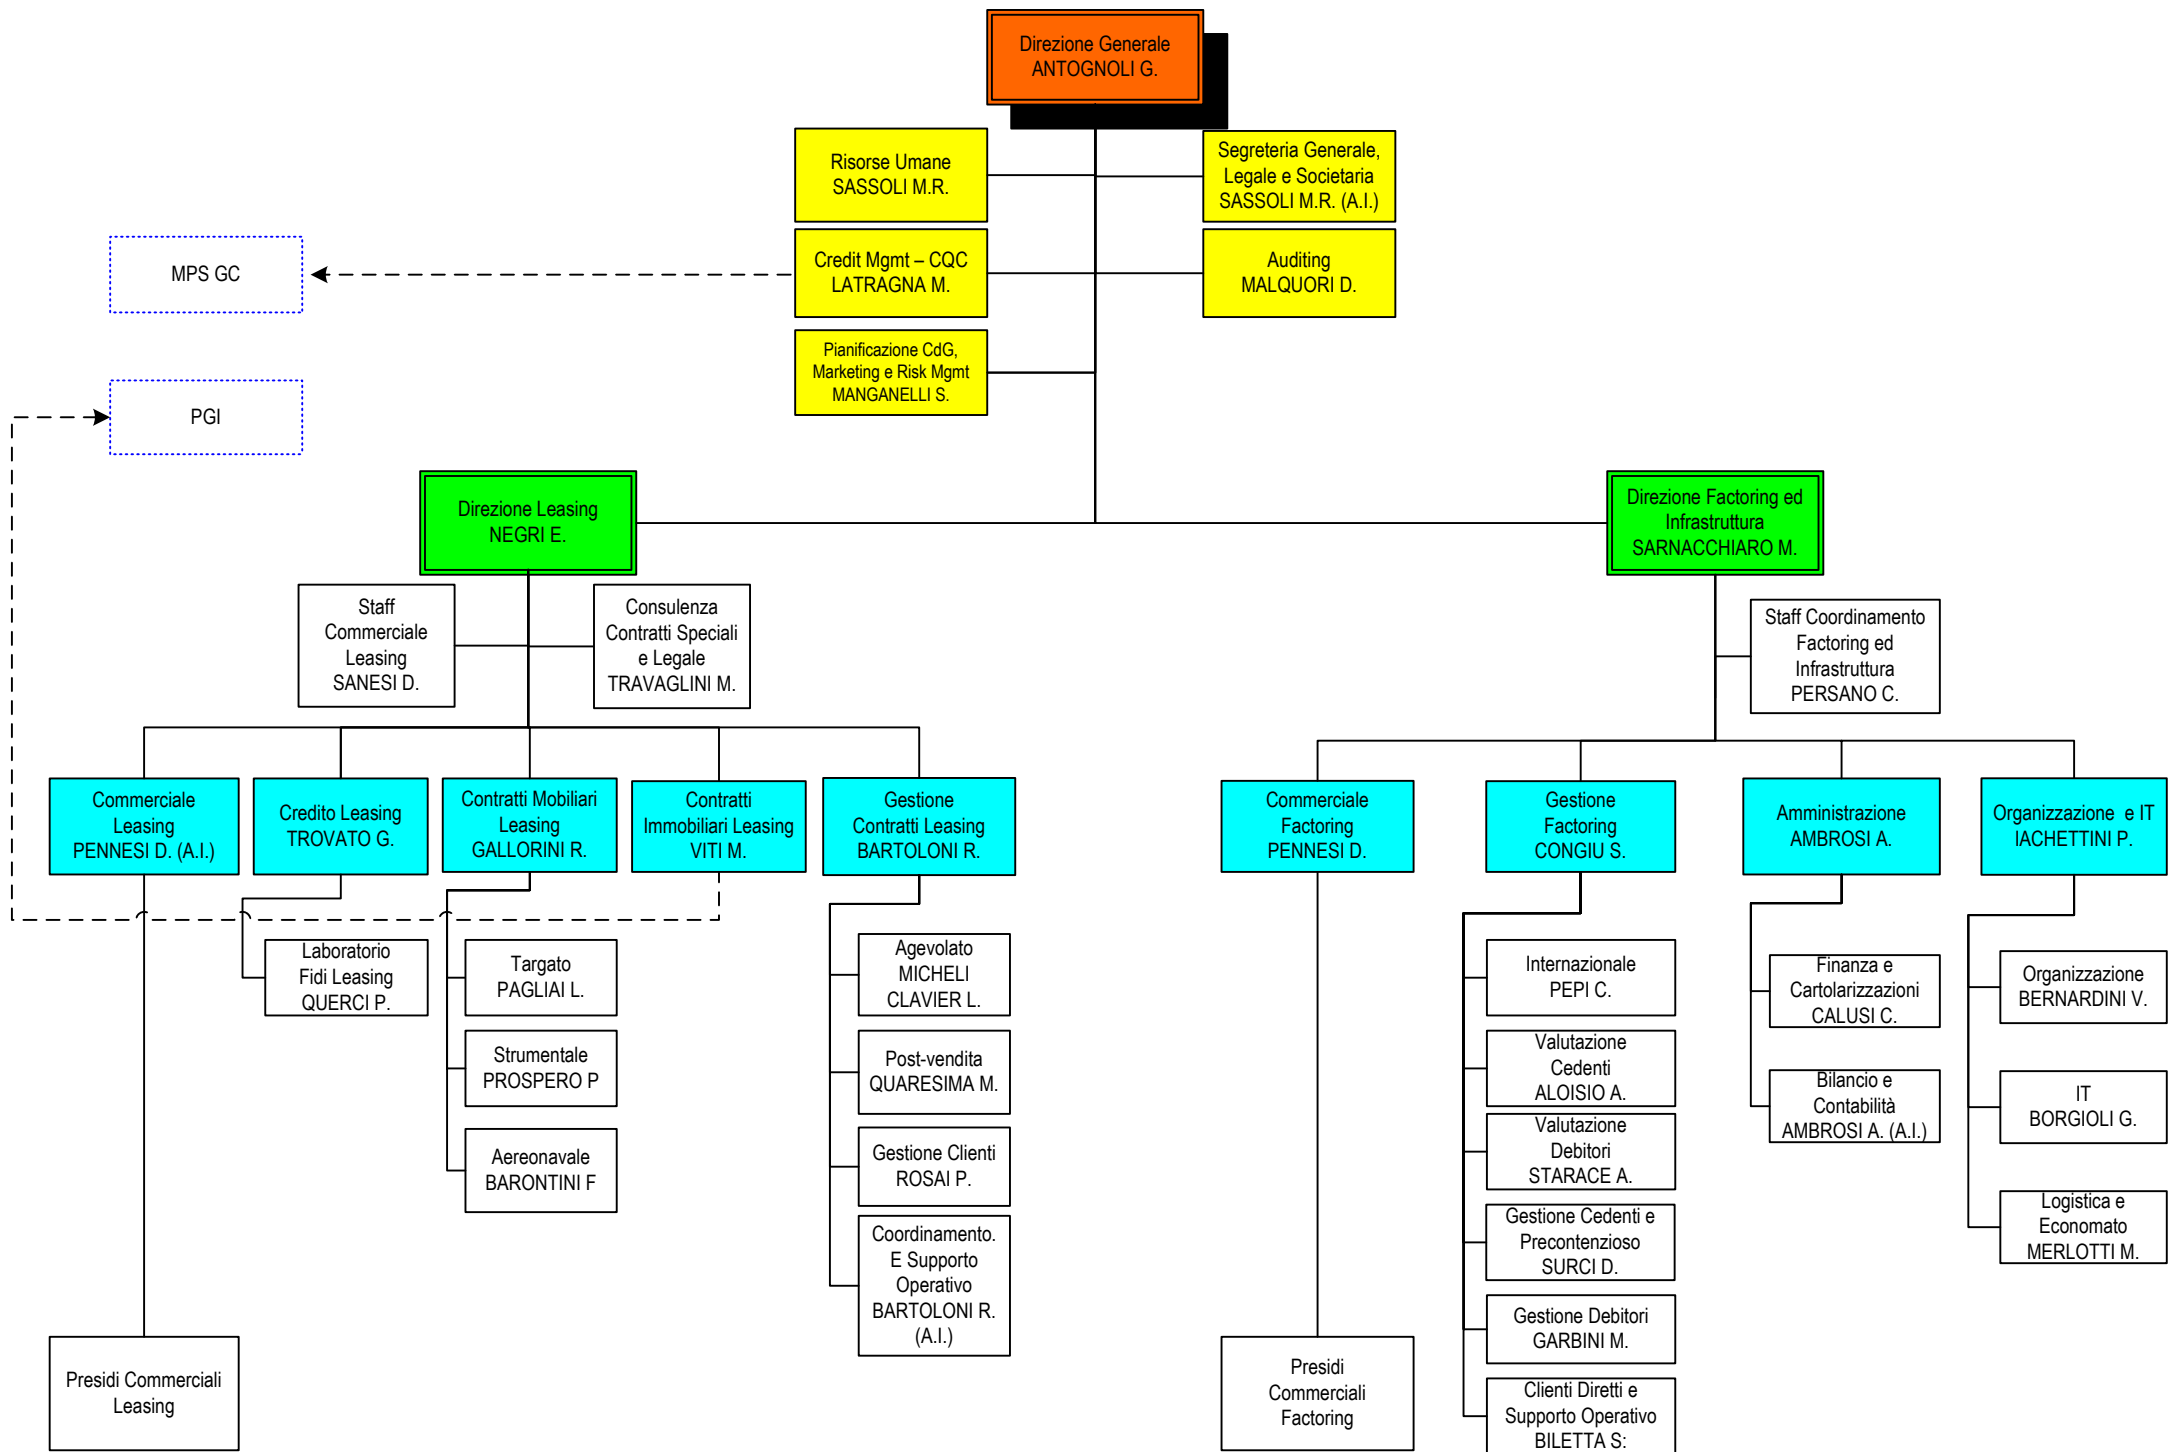 Direzione Generale
ANTOGNOLI G.
Risorse Umane
SASSOLI M.R.
Segreteria Generale,
Legale e Societaria
SASSOLI M.R. (A.I.)
MPS GC
Credit Mgmt – CQC
LATRAGNA M.
Auditing
MALQUORI D.
Pianificazione CdG,
Marketing e Risk Mgmt
MANGANELLI S.
PGI
Direzione Leasing
NEGRI E.
Direzione Factoring ed
Infrastruttura
SARNACCHIARO M.
Staff
Commerciale
Leasing
SANESI D.
Consulenza
Contratti Speciali
e Legale
TRAVAGLINI M.
Staff Coordinamento
Factoring ed
Infrastruttura
PERSANO C.
Commerciale
Leasing
PENNESI D. (A.I.)
Credito Leasing
TROVATO G.
Contratti Mobiliari
Leasing
GALLORINI R.
Contratti
Immobiliari Leasing
VITI M.
Gestione
Contratti Leasing
BARTOLONI R.
Commerciale
Factoring
PENNESI D.
Gestione
Factoring
CONGIU S.
Amministrazione
AMBROSI A.
Organizzazione  e IT
IACHETTINI P.
Laboratorio
Fidi Leasing
QUERCI P.
Targato
PAGLIAI L.
Strumentale
PROSPERO P
Aereonavale
BARONTINI F
Agevolato
MICHELI
CLAVIER L.
Post-vendita
QUARESIMA M.
Gestione Clienti
ROSAI P.
Coordinamento.
E Supporto
Operativo
BARTOLONI R.
(A.I.)
Internazionale
PEPI C.
Valutazione
Cedenti
ALOISIO A.
Valutazione
Debitori
STARACE A.
Gestione Cedenti e
Precontenzioso
SURCI D.
Gestione Debitori
GARBINI M.
Clienti Diretti e
Supporto Operativo
BILETTA S:
Finanza e
Cartolarizzazioni
CALUSI C.
Bilancio e
Contabilità
AMBROSI A. (A.I.)
Organizzazione
BERNARDINI V.
IT
BORGIOLI G.
Logistica e
Economato
MERLOTTI M.
Presidi Commerciali
Leasing
Presidi
Commerciali
Factoring